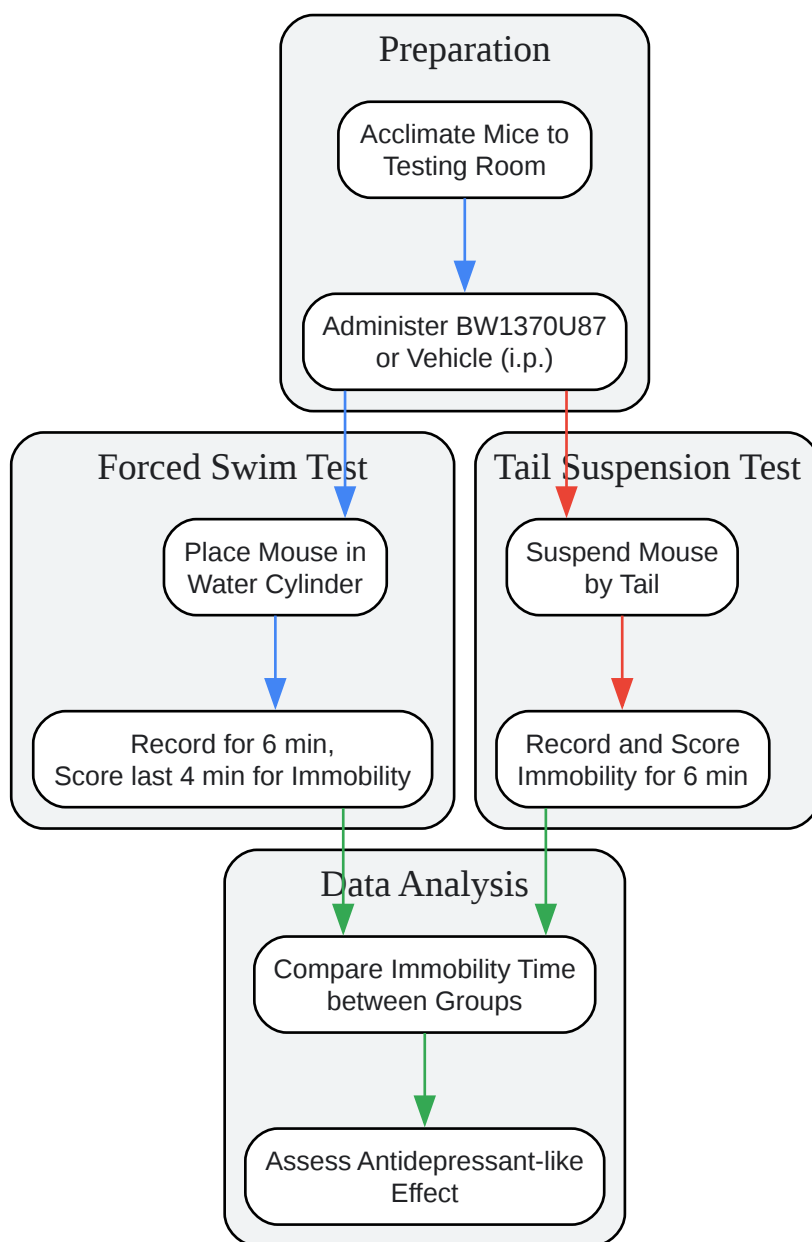 Preparation
Acclimate Mice to
Testing Room
Administer BW1370U87
or Vehicle (i.p.)
Forced Swim Test
Place Mouse in
Water Cylinder
Record for 6 min,
Score last 4 min for Immobility
Tail Suspension Test
Suspend Mouse
by Tail
Record and Score
Immobility for 6 min
Data Analysis
Compare Immobility Time
between Groups
Assess Antidepressant-like
Effect